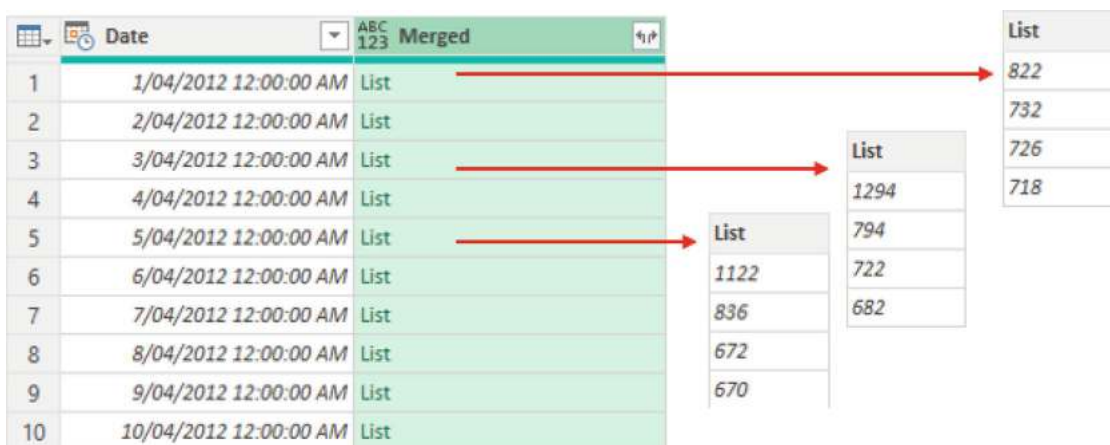 Date ABC 123 Merged
1 1/04/2012 12:00:00 AM List
2 2/04/2012 12:00:00 AM List
3 3/04/2012 12:00:00 AM List
4 4/04/2012 12:00:00 AM List
5 5/04/2012 12:00:00 AM List
6 6/04/2012 12:00:00 AM List
7 7/04/2012 12:00:00 AM List
8 8/04/2012 12:00:00 AM List
9 9/04/2012 12:00:00 AM List
10 10/04/2012 12:00:00 AM List
List
1122
836
672
670
List
1294
794
722
682
List
822
732
726
718